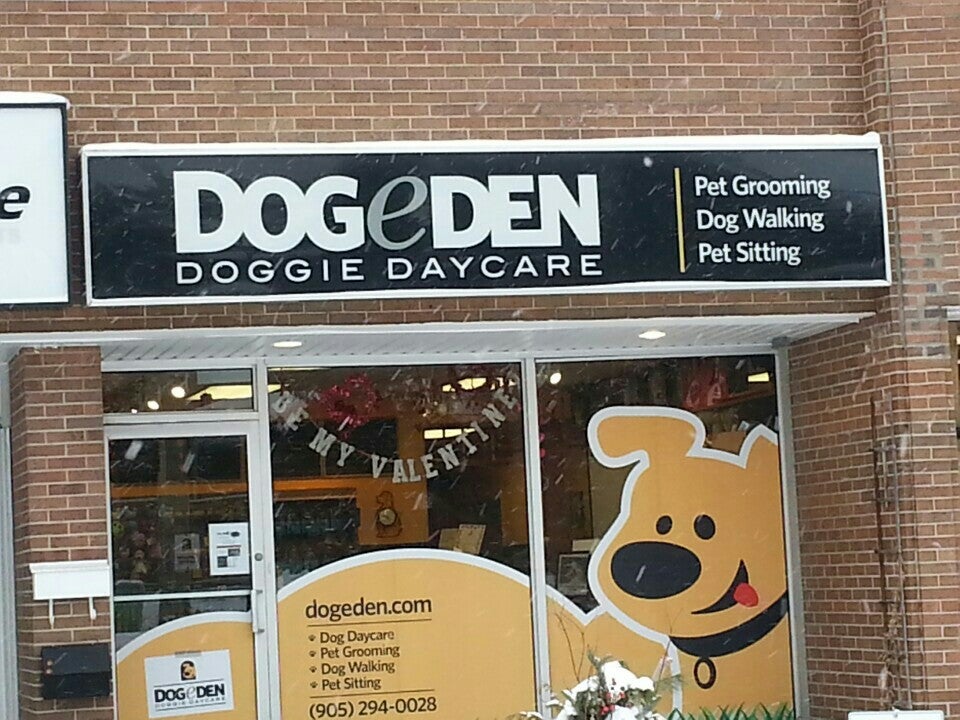 e
DOGeDEN
DOGGIE DAYCARE
Pet Grooming
Dog Walking
Pet Sitting
BE MY VALENTINE
dogeden.com
Dog Daycare
Pet Grooming
Dog Walking
Pet Sitting
(905) 294-0028
DOGeDEN
DOGGIE DAYCARE